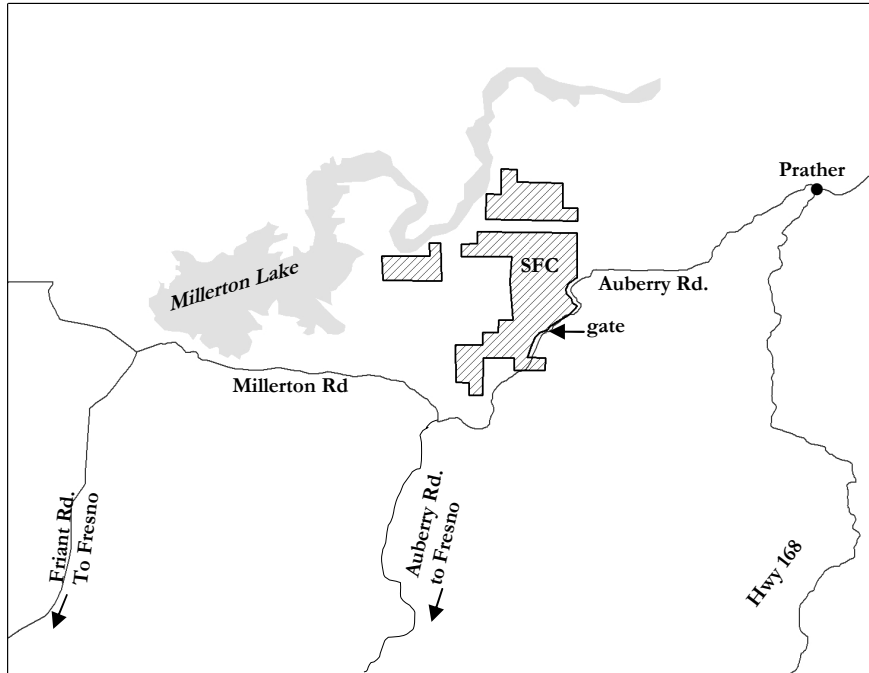 Prather
SFC
Millerton Lake
Auberry Rd.
gate
Millerton Rd
Friant Rd.
To Fresno
Auberry Rd.
to Fresno
Hwy 168